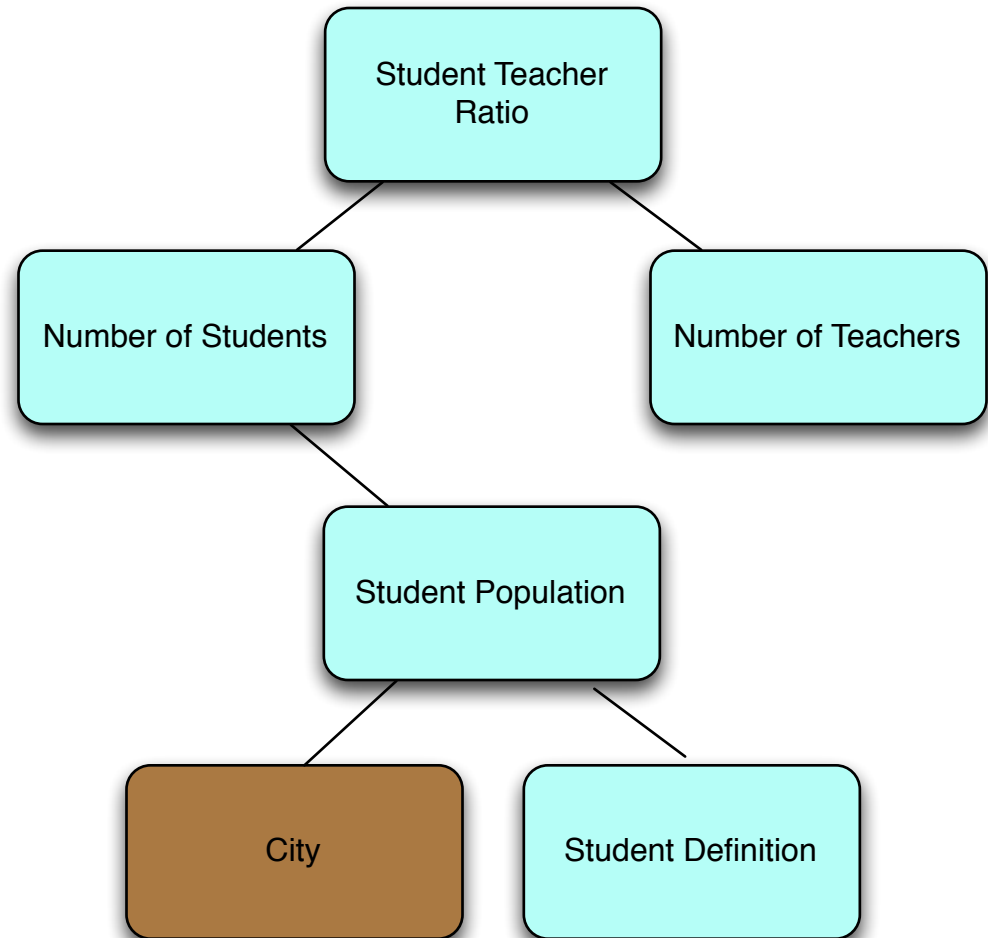 Student Teacher
Ratio
Number of Students
Number of Teachers
Student Population
City
Student Definition